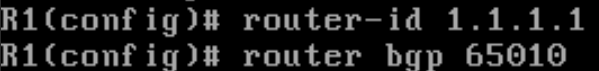 R1(config)# router-id 1.1.1.1
R1(config)# router bgp 65010